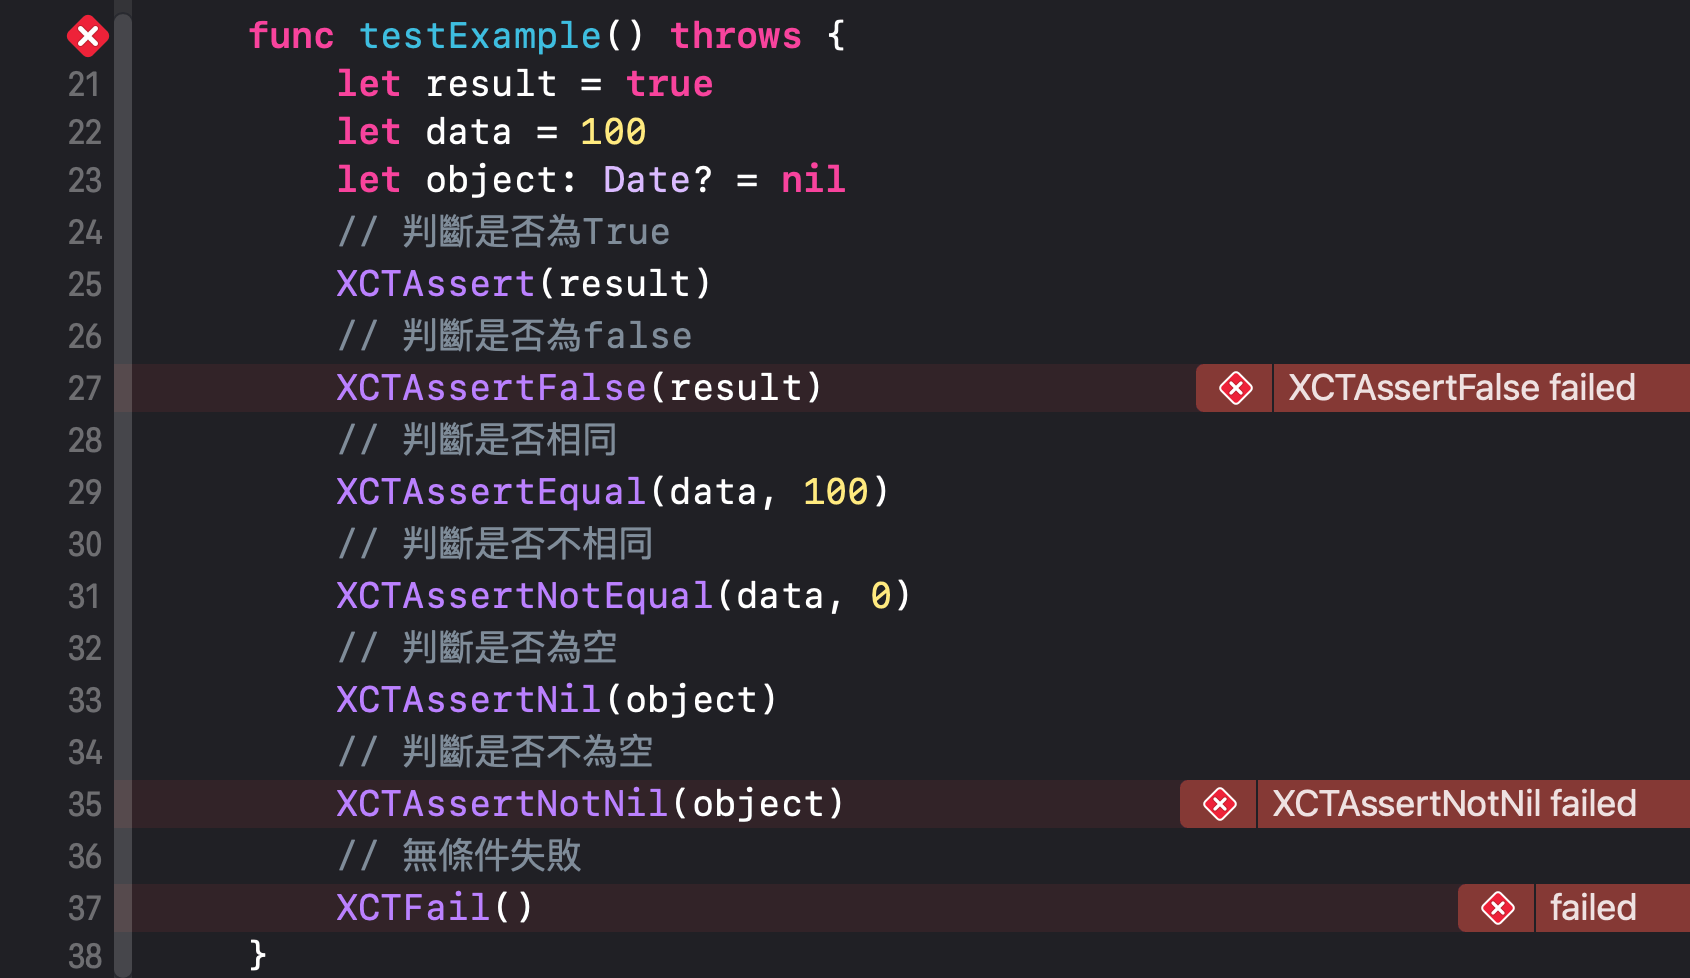 func testExample() throws {
21 let result = true
22 let data = 100
23 let object: Date? = nil
24 // 判斷是否為True
25 XCTAssert(result)
26 // 判斷是否為false
27 XCTAssertFalse(result) XCTAssertFalse failed
28 // 判斷是否相同
29 XCTAssertEqual(data, 100)
30 // 判斷是否不相同
31 XCTAssertNotEqual(data, 0)
32 // 判斷是否為空
33 XCTAssertNil(object)
34 // 判斷是否不為空
35 XCTAssertNotNil(object) XCTAssertNotNil failed
36 // 無條件失敗
37 XCTFail() failed
38 }